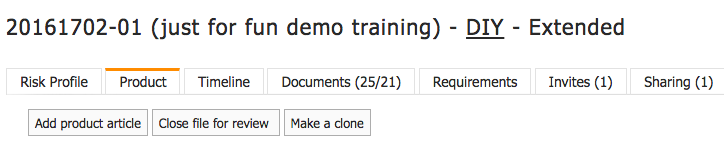 20161702-01 (just for fun demo training) - DIY - Extended
Risk Profile Product Timeline Documents (25/21) Requirements Invites (1) Sharing (1)
Add product article Close file for review Make a clone